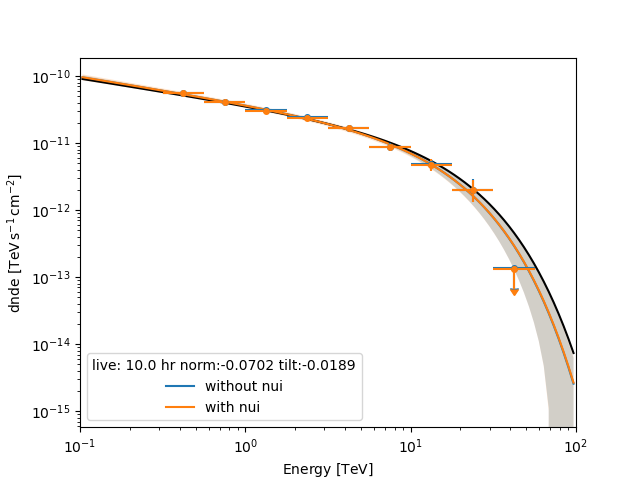 10⁻¹⁰
10⁻¹¹
10⁻¹²
10⁻¹³
10⁻¹⁴
10⁻¹⁵
dnde [TeV s⁻¹ cm⁻²]
live: 10.0 hr norm:-0.0702 tilt:-0.0189
without nui
with nui
10⁻¹ 10⁰ 10¹ 10²
Energy [TeV]